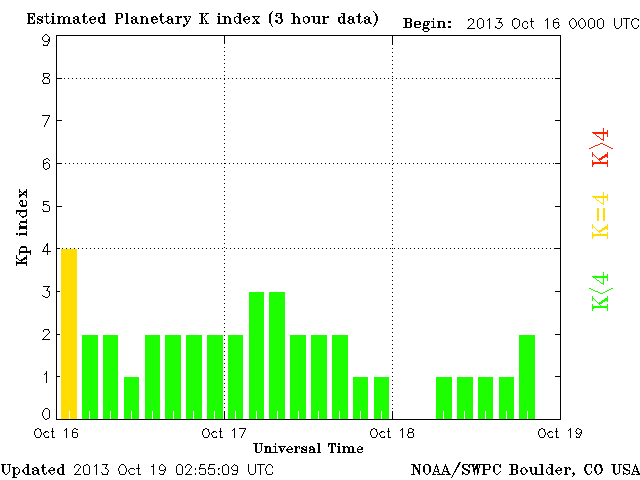 Estimated Planetary K index (3 hour data) Begin: 2013 Oct 16 0000 UTC
9
8
7
6
5
4
3
2
1
0
Kp index
K>4
K=4
K<4
Oct 16 Oct 17 Oct 18 Oct 19
Universal Time
Updated 2013 Oct 19 02:55:09 UTC NOAA/SWPC Boulder, CO USA